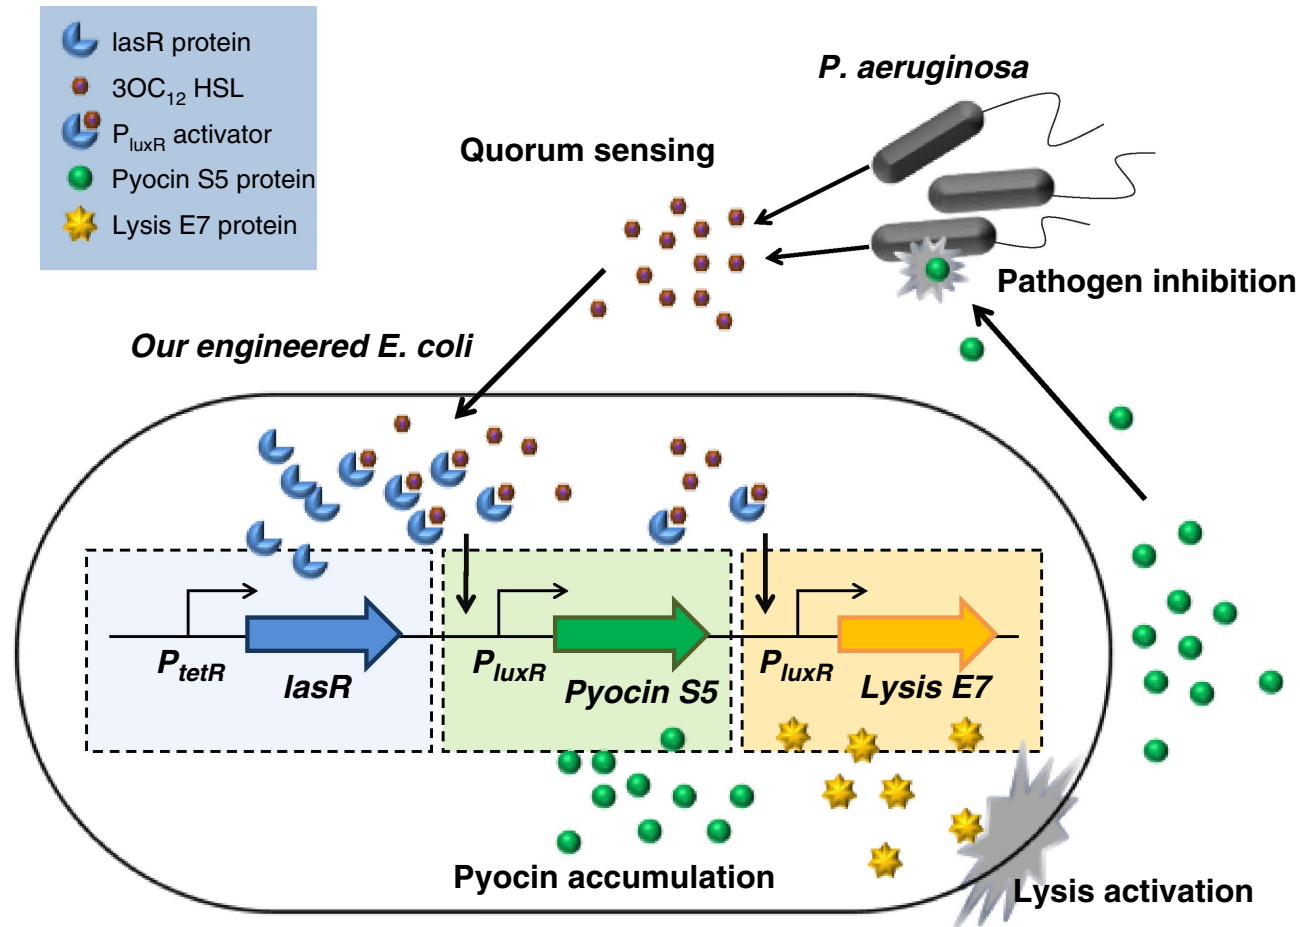 lasR protein
3OC12 HSL
PluxR activator
Pyocin S5 protein
Lysis E7 protein
P. aeruginosa
Quorum sensing
Pathogen inhibition
Our engineered E. coli
PtetR
lasR
PluxR
Pyocin S5
PluxR
Lysis E7
Pyocin accumulation
Lysis activation